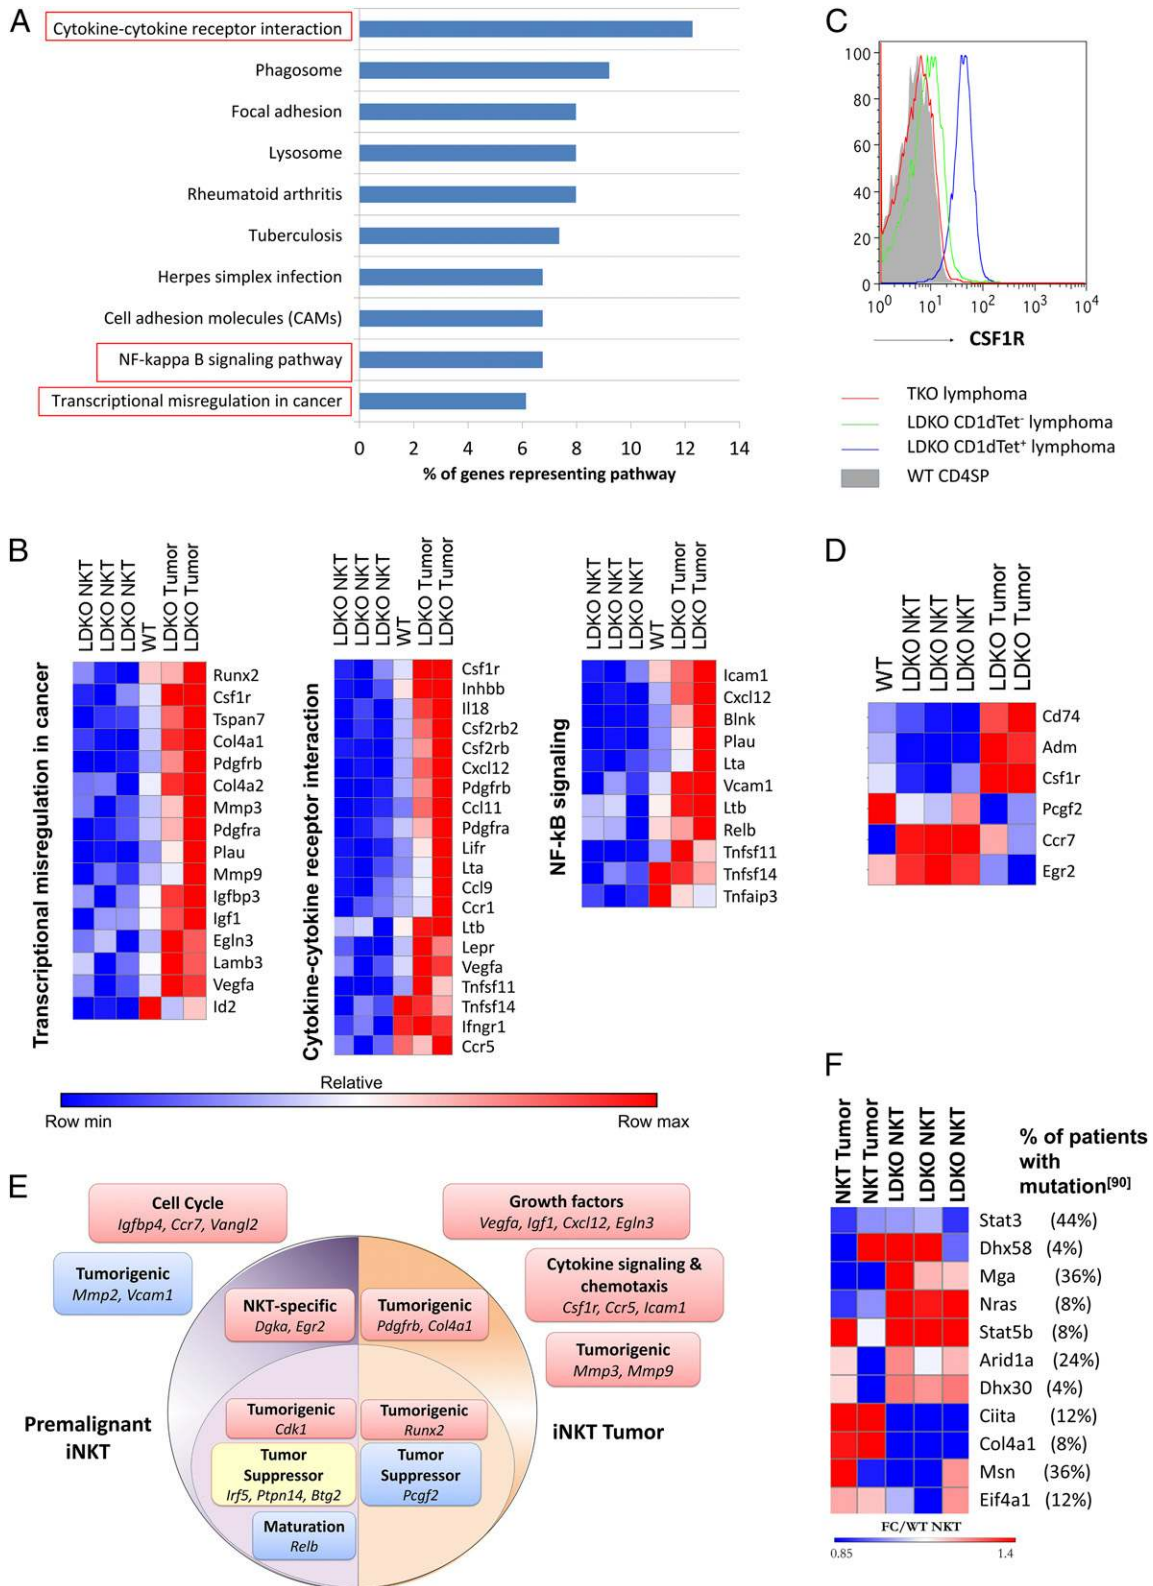 A
Cytokine-cytokine receptor interaction
Phagosome
Focal adhesion
Lysosome
Rheumatoid arthritis
Tuberculosis
Herpes simplex infection
Cell adhesion molecules (CAMs)
NF-kappa B signaling pathway
Transcriptional misregulation in cancer
0 2 4 6 8 10 12 14
% of genes representing pathway
C
100
80
60
40
20
0
10⁰ 10¹ 10² 10³ 10⁴
CSF1R
TKO lymphoma
LDKO CD1dTet⁻ lymphoma
LDKO CD1dTet⁺ lymphoma
WT CD4SP
B
Transcriptional misregulation in cancer
LDKO NKT
LDKO NKT
LDKO NKT
WT
LDKO Tumor
LDKO Tumor
Runx2
Csf1r
Tspan7
Col4a1
Pdgfrb
Col4a2
Mmp3
Pdgfra
Plau
Mmp9
Igfbp3
Igf1
Egln3
Lamb3
Vegfa
Id2
Cytokine-cytokine receptor interaction
LDKO NKT
LDKO NKT
LDKO NKT
WT
LDKO Tumor
LDKO Tumor
Csf1r
Inhbb
Il18
Csf2rb2
Csf2rb
Cxcl12
Pdgfrb
Ccl11
Pdgfra
Lifr
Lta
Ccl9
Ccr1
Ltb
Lepr
Vegfa
Tnfsf11
Tnfsf14
Ifngr1
Ccr5
NF-kB signaling
LDKO NKT
LDKO NKT
LDKO NKT
WT
LDKO Tumor
LDKO Tumor
Icam1
Cxcl12
Blnk
Plau
Lta
Vcam1
Ltb
Relb
Tnfsf11
Tnfsf14
Tnfaip3
Relative
Row min
Row max
D
WT
LDKO NKT
LDKO NKT
LDKO NKT
LDKO Tumor
LDKO Tumor
Cd74
Adm
Csf1r
Pcgf2
Ccr7
Egr2
E
Cell Cycle
Igfbp4, Ccr7, Vangl2
Tumorigenic
Mmp2, Vcam1
Growth factors
Vegfa, Igf1, Cxcl12, Egln3
Cytokine signaling &
chemotaxis
Csf1r, Ccr5, Icam1
Tumorigenic
Mmp3, Mmp9
NKT-specific
Dgka, Egr2
Tumorigenic
Pdgfrb, Col4a1
Premalignant
iNKT
iNKT Tumor
Tumorigenic
Cdk1
Tumorigenic
Runx2
Tumor
Suppressor
Irf5, Ptpn14, Btg2
Tumor
Suppressor
Pcgf2
Maturation
Relb
F
NKT Tumor
NKT Tumor
LDKO NKT
LDKO NKT
LDKO NKT
% of patients
with
mutation[90]
Stat3 (44%)
Dhx58 (4%)
Mga (36%)
Nras (8%)
Stat5b (8%)
Arid1a (24%)
Dhx30 (4%)
Ciita (12%)
Col4a1 (8%)
Msn (36%)
Eif4a1 (12%)
FC/WT NKT
0.85 1.4